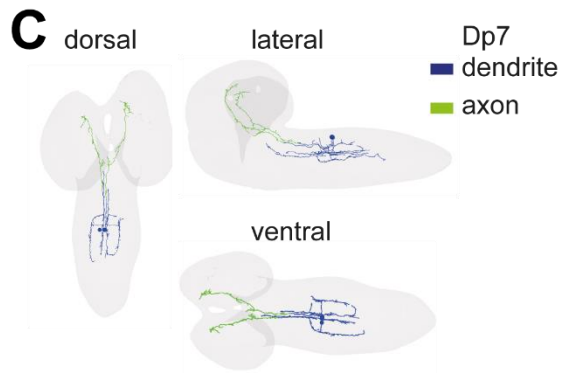 C
dorsal
lateral
Dp7
dendrite
axon
ventral